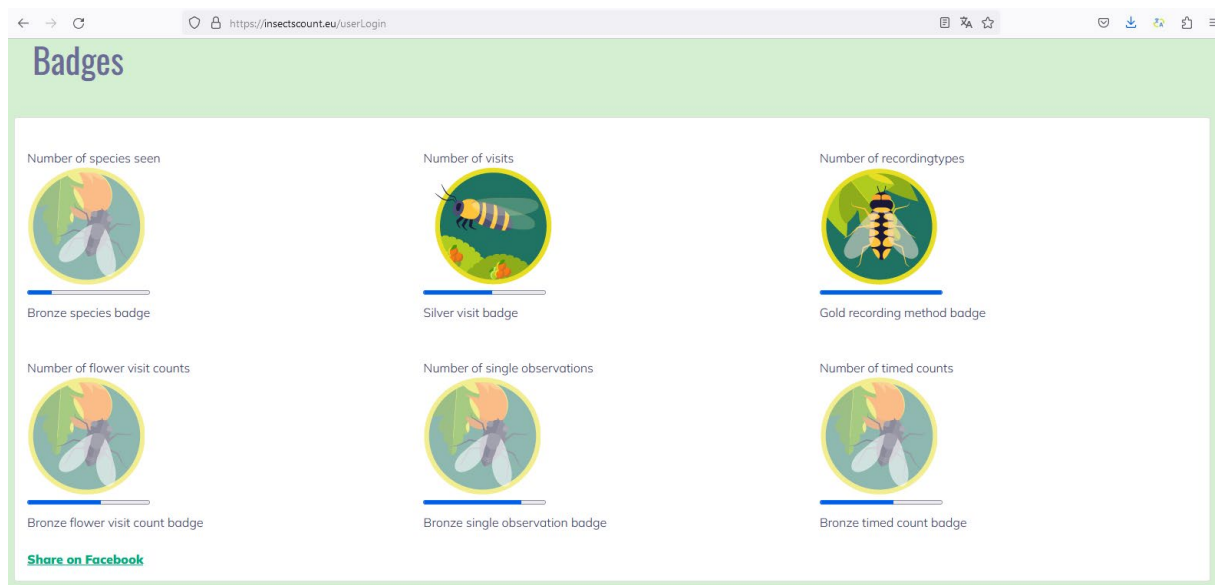 https://insectscount.eu/userLogin
Badges
Number of species seen
Number of visits
Number of recordingtypes
Bronze species badge
Silver visit badge
Gold recording method badge
Number of flower visit counts
Number of single observations
Number of timed counts
Bronze flower visit count badge
Bronze single observation badge
Bronze timed count badge
Share on Facebook